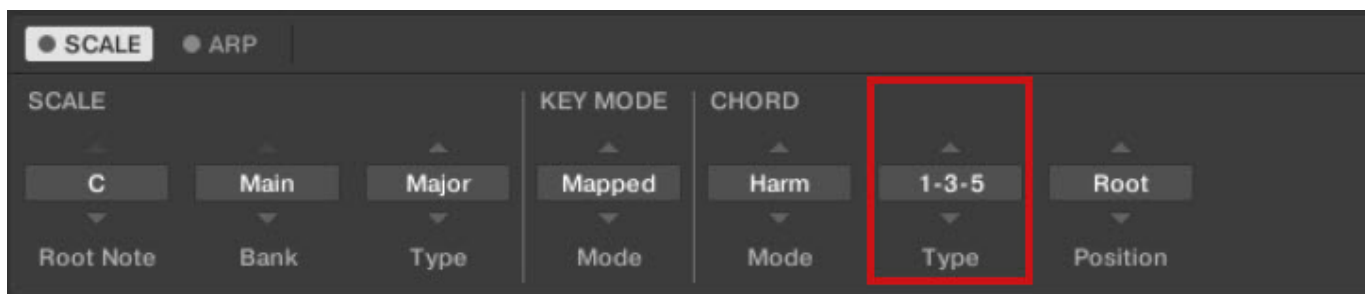 SCALE ARP
SCALE KEY MODE CHORD
C Main Major Mapped Harm 1-3-5 Root
Root Note Bank Type Mode Mode Type Position